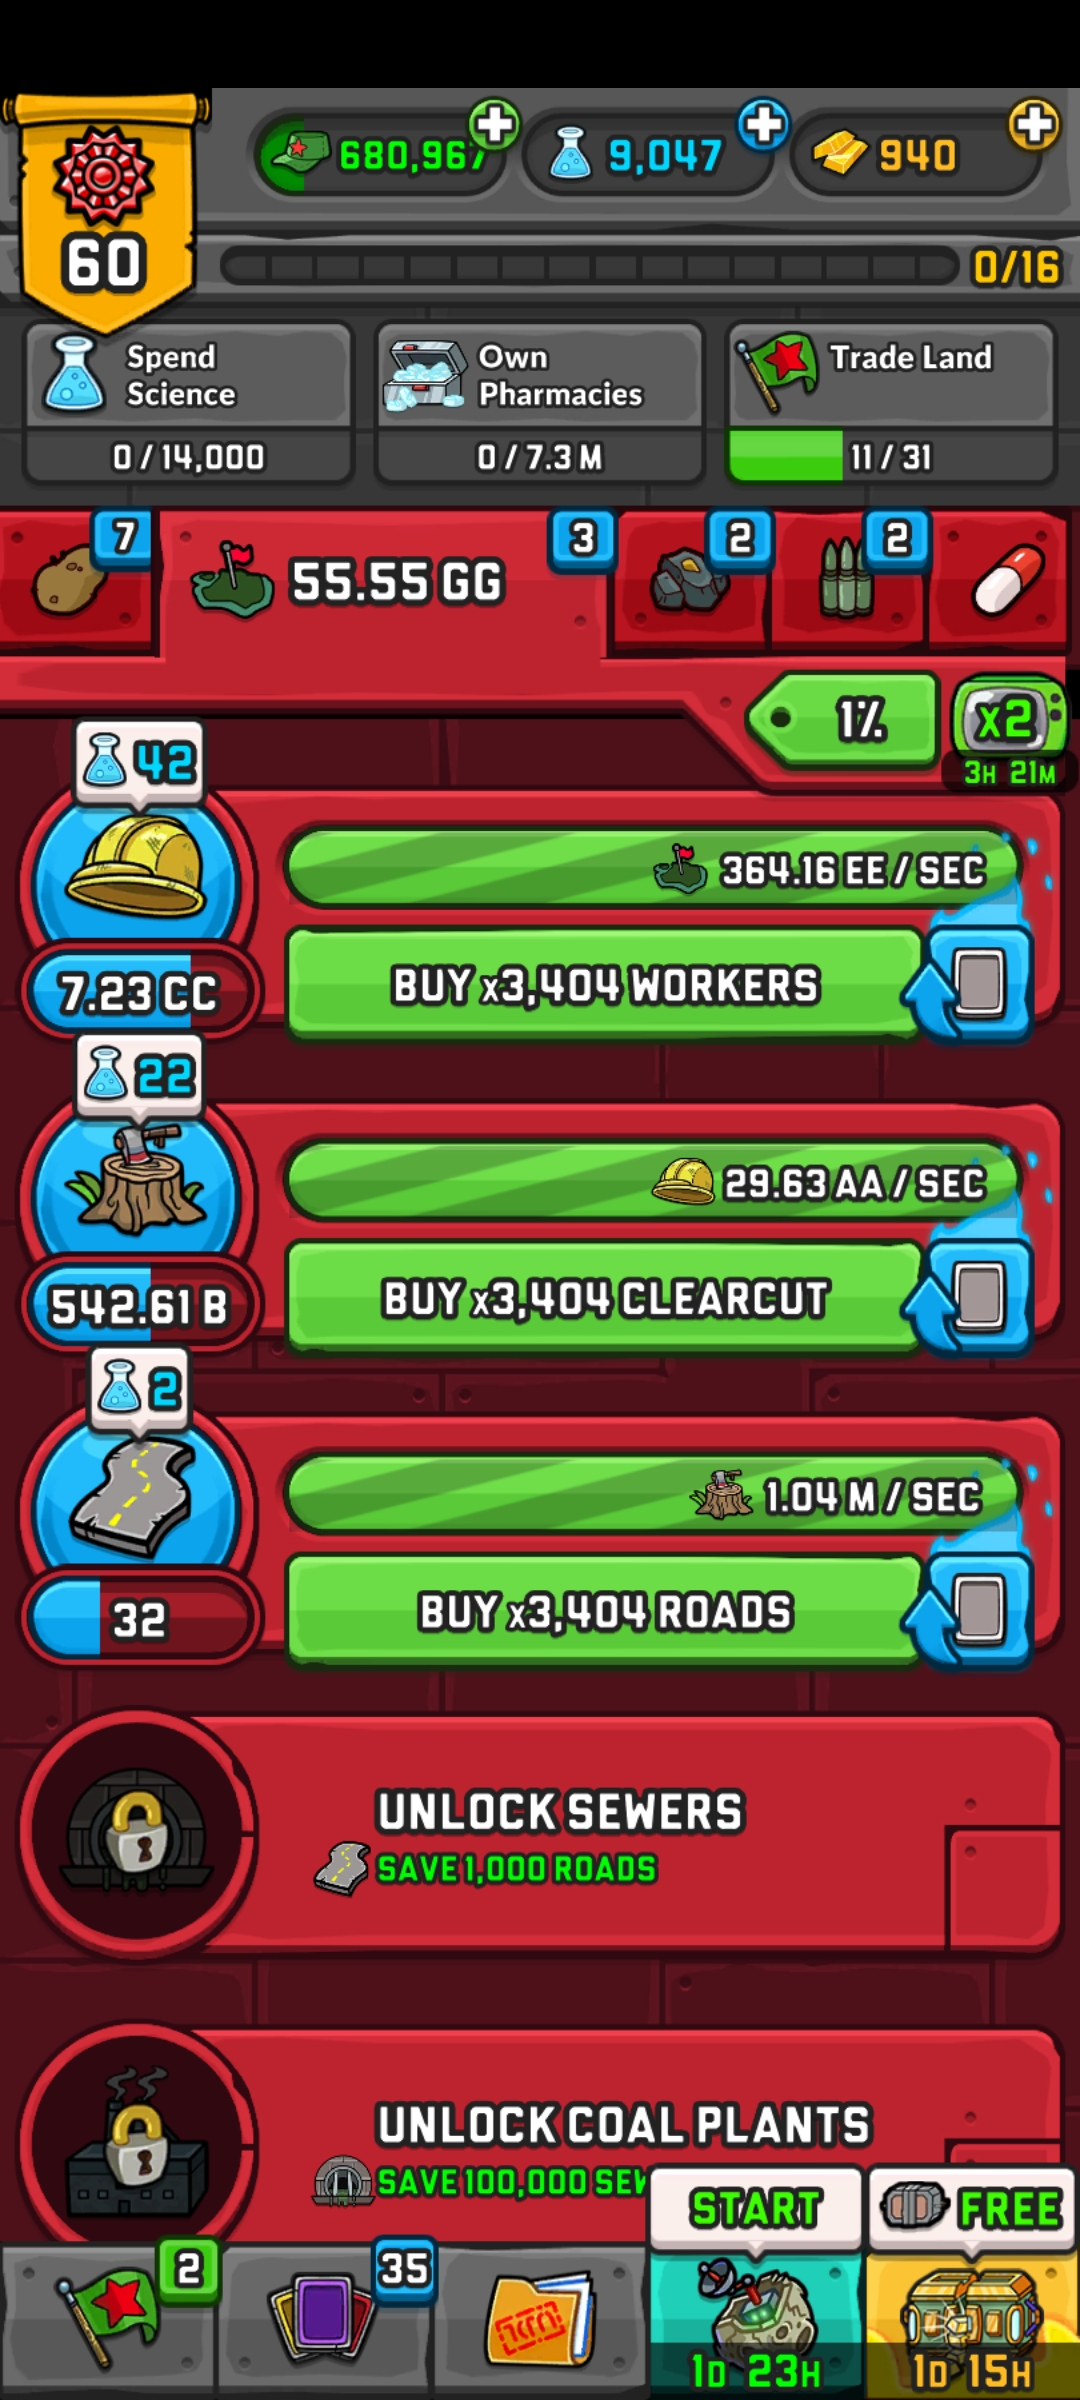 680,967
9,047
940
60
0/16
Spend
Science
0/14,000
Own
Pharmacies
0/7.3 M
Trade Land
11/31
7
55.55 GG
3
2
2
1%
x2
3H 21M
42
364.16 EE/SEC
7.23 CC
BUY x3,404 WORKERS
22
29.63 AA/SEC
542.61 B
BUY x3,404 CLEARCUT
2
1.04 M/SEC
32
BUY x3,404 ROADS
UNLOCK SEWERS
SAVE 1,000 ROADS
UNLOCK COAL PLANTS
SAVE 100,000 SEW
START
FREE
2
35
1D 23H
1D 15H